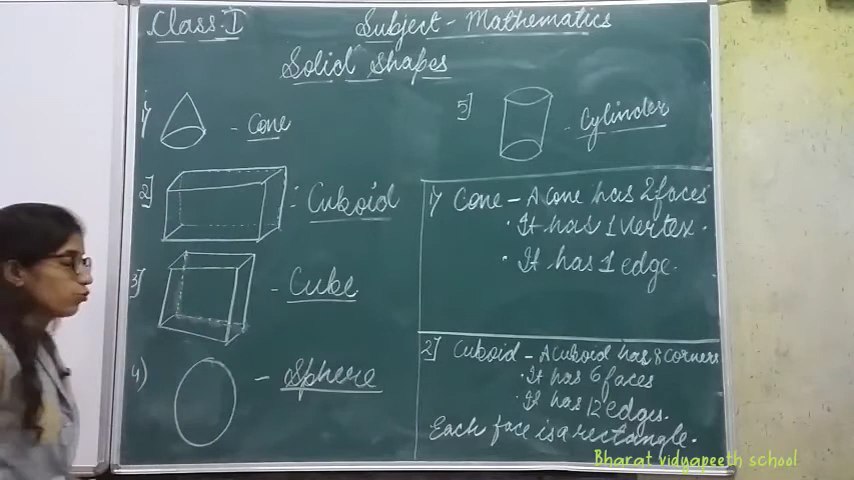 Class-I
Subject - Mathematics
Solid Shapes
1) - Cone
2] : Cuboid
3] - Cube
4) - Sphere
5] - Cylinder
1) Cone - A cone has 2 faces
· It has 1 vertex.
· It has 1 edge.
2] Cuboid - A cuboid has 8 corners
· It has 6 faces
· It has 12 edges.
Each face is a rectangle.
Bharat vidyapeeth school